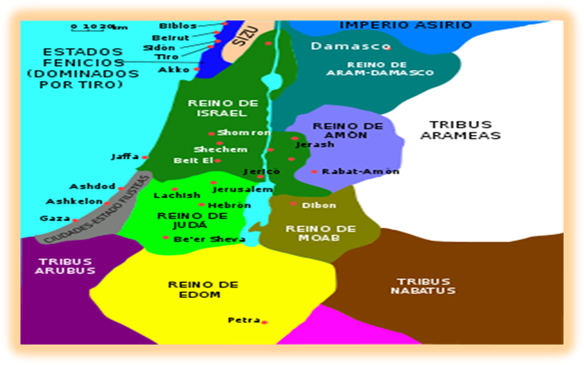 0 10 20 km
Biblos
Beirut
Sidón
Tiro
Akko
SIZU
IMPERIO ASIRIO
ESTADOS
FENICIOS
(DOMINADOS
POR TIRO)
Damasco
REINO DE
ARAM-DAMASCO
REINO DE
ISRAEL
Shomron
Shechem
Beit El
REINO DE
AMÓN
Jerash
TRIBUS
ARAMEAS
Jaffa
Jericó
Rabat-Amón
Ashdod
Ashkelon
Gaza
CIUDADES-ESTADO FILISTEAS
Lachish
Jerusalem
Hebrón
REINO DE
JUDÁ
Be'er Sheva
Dibon
REINO DE
MOAB
TRIBUS
ARUBUS
REINO DE
EDOM
TRIBUS
NABATUS
Petra